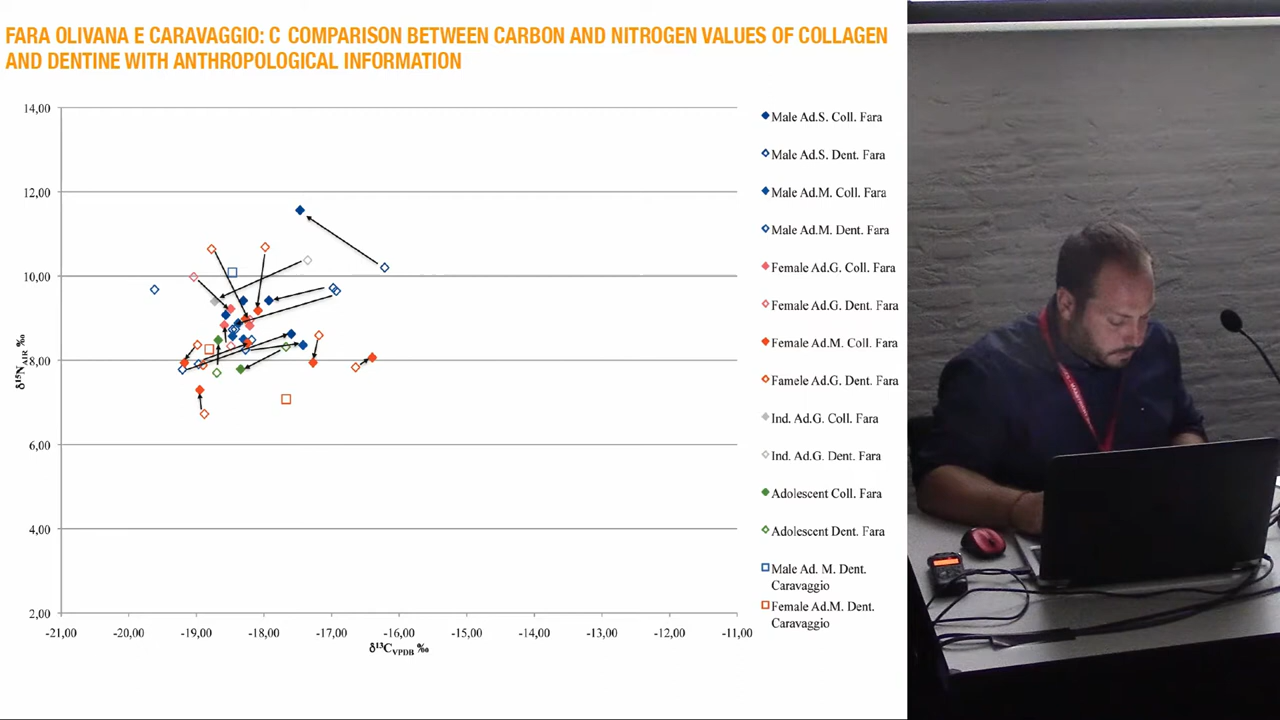 FARA OLIVANA E CARAVAGGIO: C COMPARISON BETWEEN CARBON AND NITROGEN VALUES OF COLLAGEN
AND DENTINE WITH ANTHROPOLOGICAL INFORMATION
14,00
12,00
10,00
8,00
6,00
4,00
2,00
δ¹⁵N AIR ‰
-21,00 -20,00 -19,00 -18,00 -17,00 -16,00 -15,00 -14,00 -13,00 -12,00 -11,00
δ¹³C VPDB ‰
Male Ad.S. Coll. Fara
Male Ad.S. Dent. Fara
Male Ad.M. Coll. Fara
Male Ad.M. Dent. Fara
Female Ad.G. Coll. Fara
Female Ad.G. Dent. Fara
Female Ad.M. Coll. Fara
Famele Ad.G. Dent. Fara
Ind. Ad.G. Coll. Fara
Ind. Ad.G. Dent. Fara
Adolescent Coll. Fara
Adolescent Dent. Fara
Male Ad. M. Dent.
Caravaggio
Female Ad.M. Dent.
Caravaggio